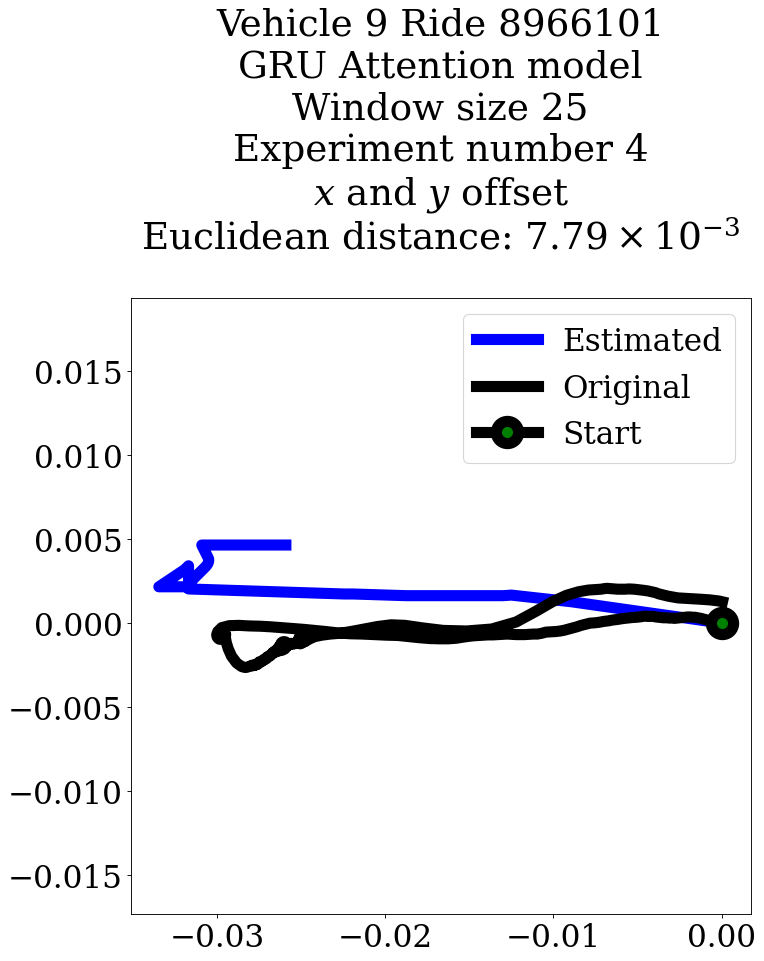 Vehicle 9 Ride 8966101
GRU Attention model
Window size 25
Experiment number 4
x and y offset
Euclidean distance: 7.79 × 10⁻³
Estimated
Original
Start
0.015
0.010
0.005
0.000
−0.005
−0.010
−0.015
−0.03 −0.02 −0.01 0.00